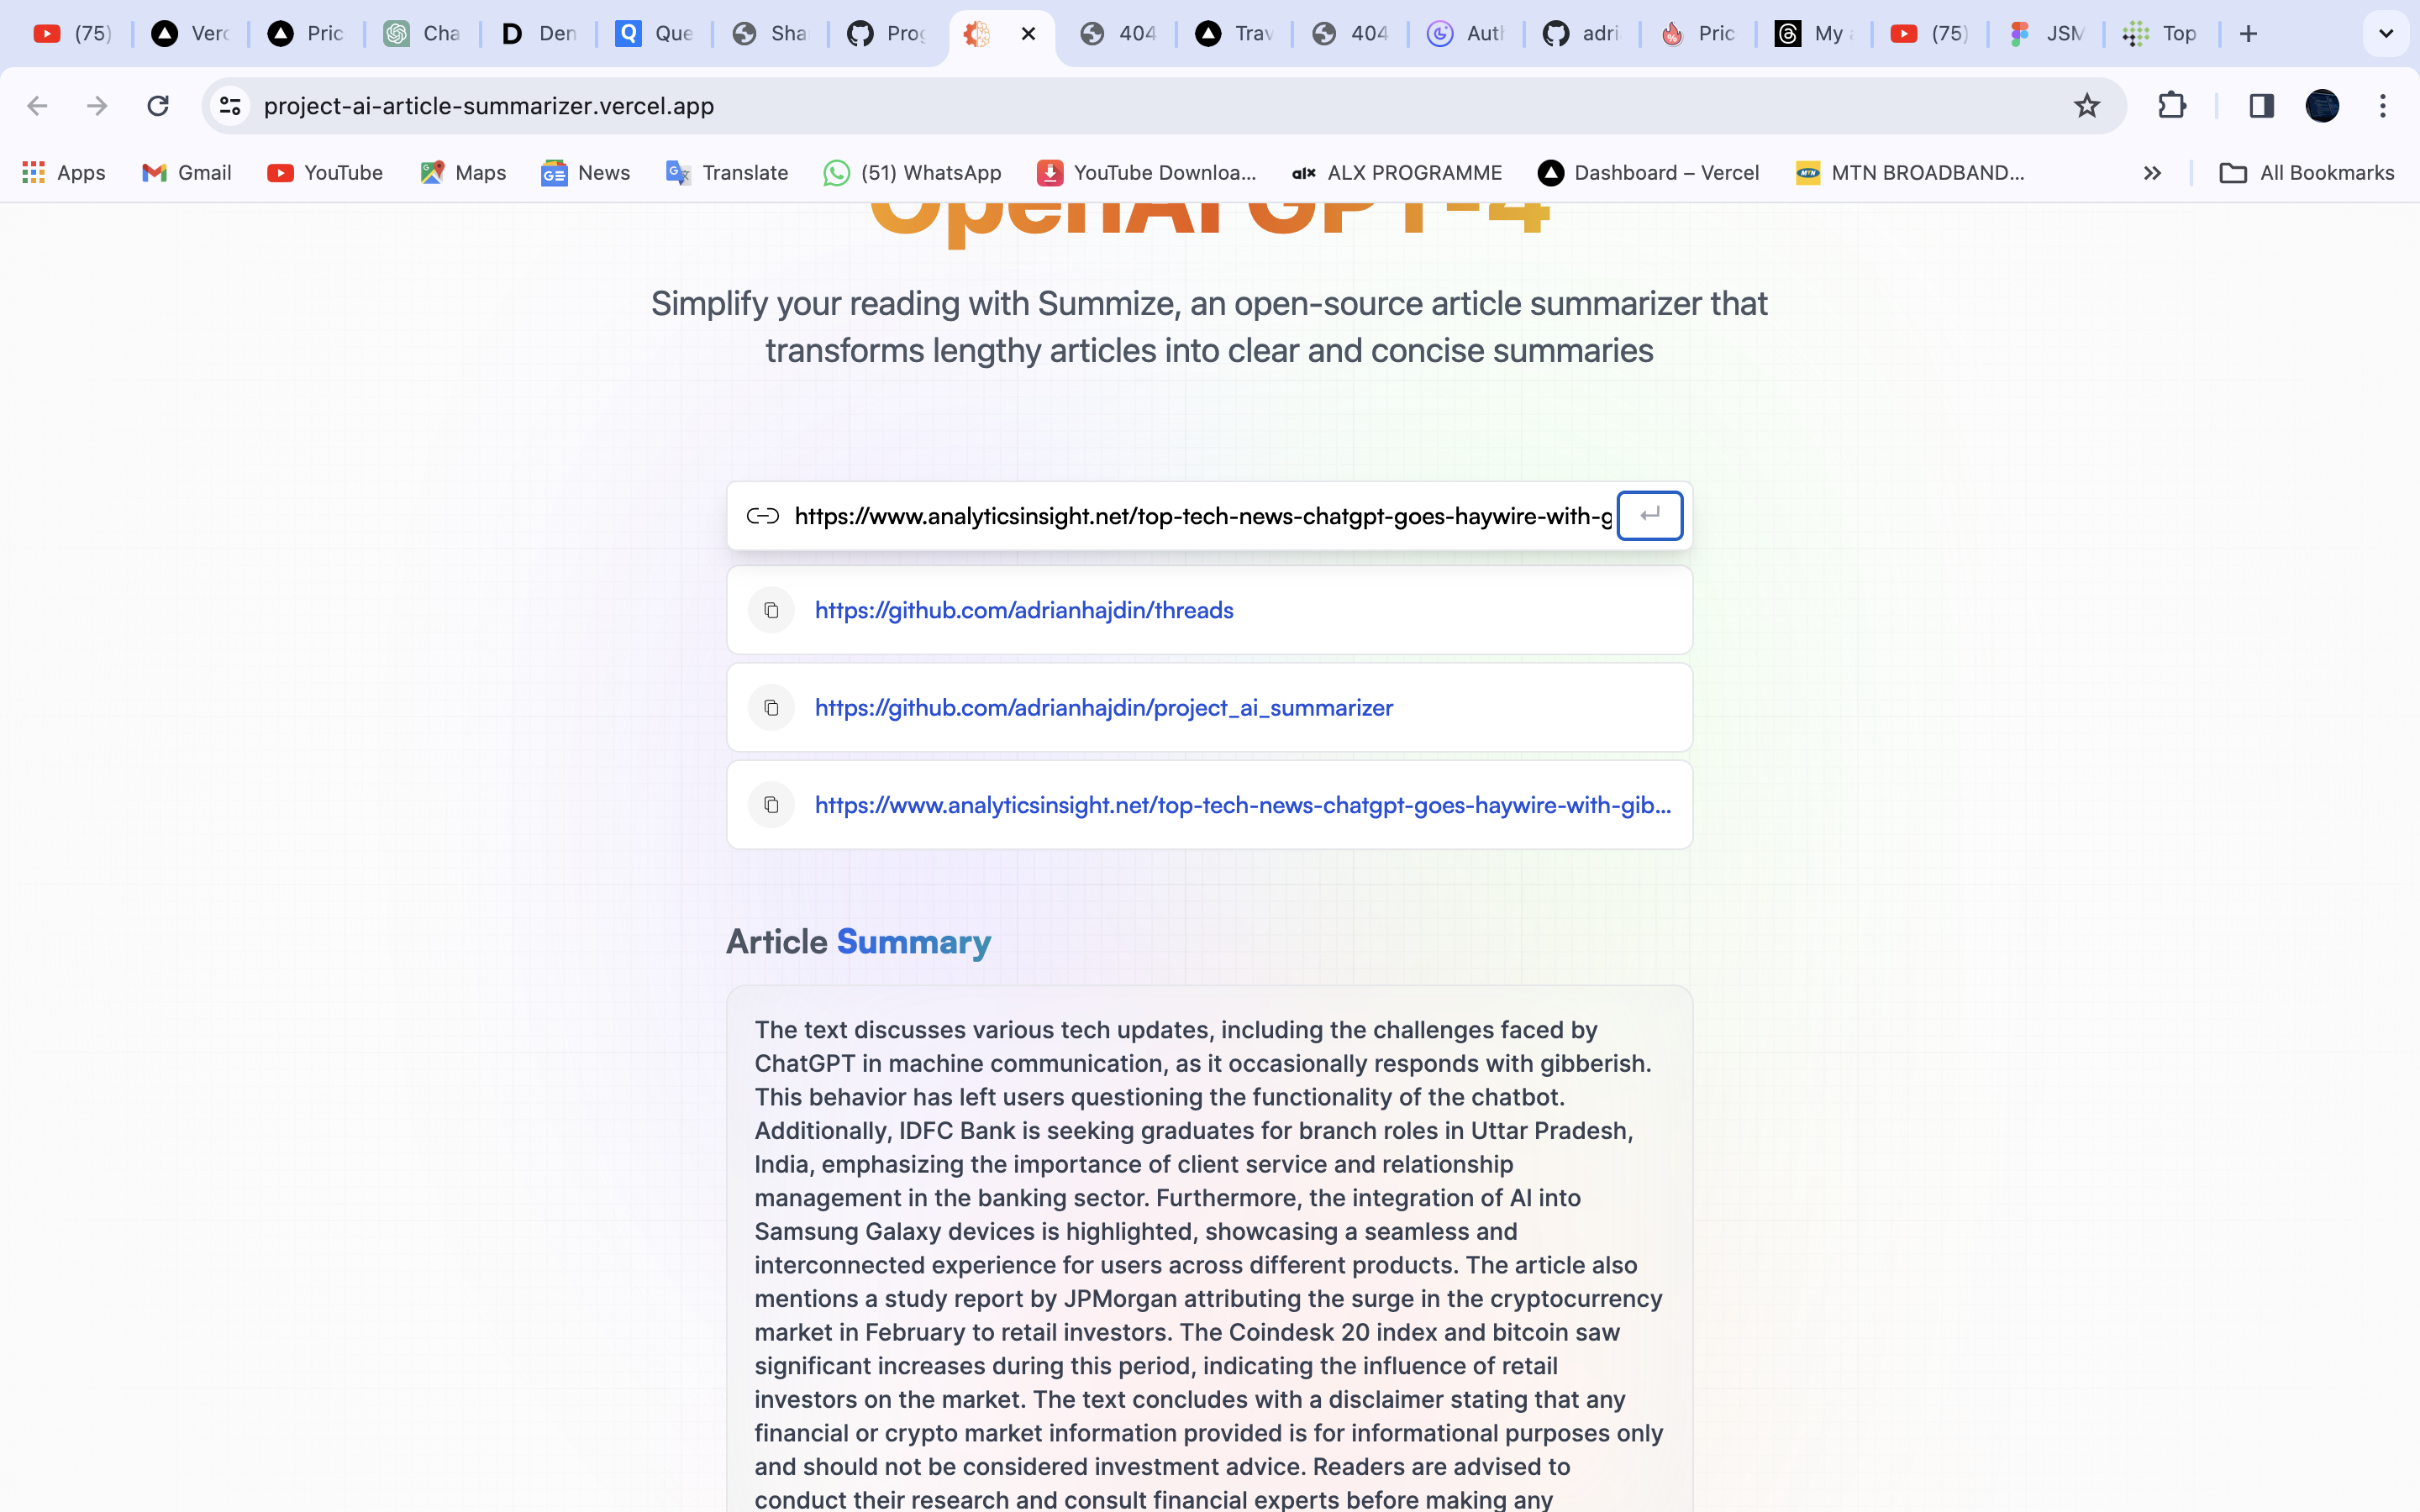 (75) Verc Pric Cha Den Que Sha Prog 404 Trav 404 Auth adri Pric My a (75) JSM Top
project-ai-article-summarizer.vercel.app
Apps Gmail YouTube Maps News Translate (51) WhatsApp YouTube Downloa... alx ALX PROGRAMME Dashboard – Vercel MTN BROADBAND... All Bookmarks
OpenAI GPT-4
Simplify your reading with Summize, an open-source article summarizer that
transforms lengthy articles into clear and concise summaries
https://www.analyticsinsight.net/top-tech-news-chatgpt-goes-haywire-with-g
https://github.com/adrianhajdin/threads
https://github.com/adrianhajdin/project_ai_summarizer
https://www.analyticsinsight.net/top-tech-news-chatgpt-goes-haywire-with-gib...
Article Summary
The text discusses various tech updates, including the challenges faced by
ChatGPT in machine communication, as it occasionally responds with gibberish.
This behavior has left users questioning the functionality of the chatbot.
Additionally, IDFC Bank is seeking graduates for branch roles in Uttar Pradesh,
India, emphasizing the importance of client service and relationship
management in the banking sector. Furthermore, the integration of AI into
Samsung Galaxy devices is highlighted, showcasing a seamless and
interconnected experience for users across different products. The article also
mentions a study report by JPMorgan attributing the surge in the cryptocurrency
market in February to retail investors. The Coindesk 20 index and bitcoin saw
significant increases during this period, indicating the influence of retail
investors on the market. The text concludes with a disclaimer stating that any
financial or crypto market information provided is for informational purposes only
and should not be considered investment advice. Readers are advised to
conduct their research and consult financial experts before making any